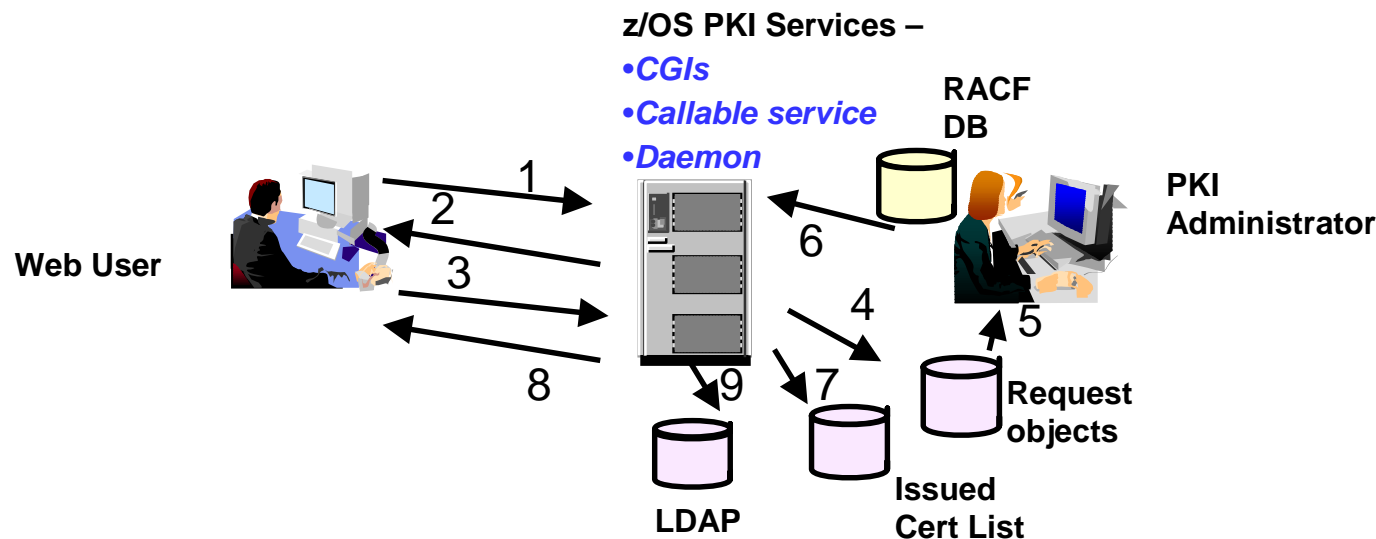 z/OS PKI Services –
•CGIs
•Callable service
•Daemon
RACF
DB
PKI
Administrator
Web User
1
2
3
8
6
4
5
9
7
Request
objects
LDAP
Issued
Cert List